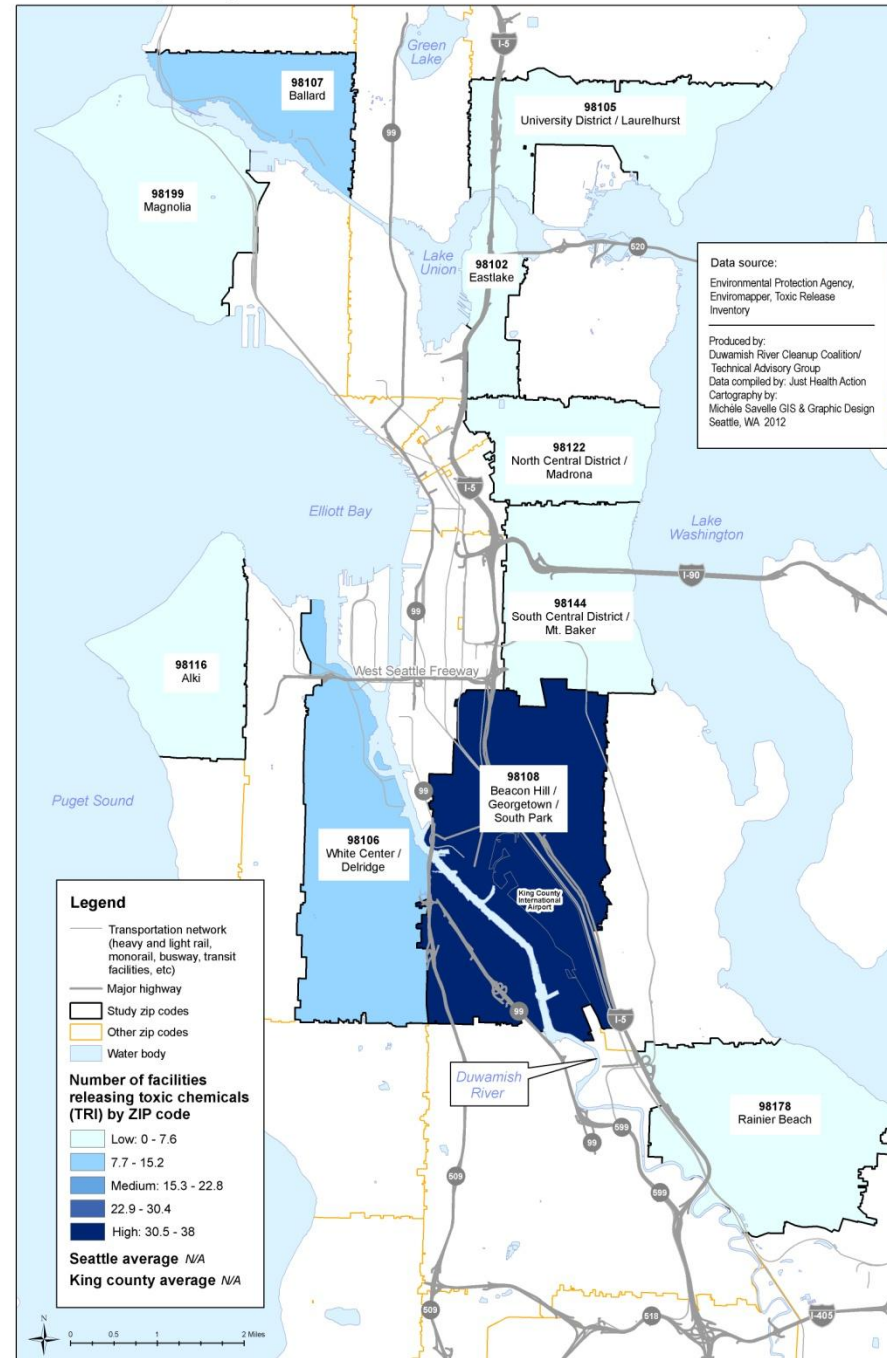 I-5
Green
Lake
98107
Ballard
98105
University District / Laurelhurst
99
98199
Magnolia
Lake
Union
98102
Eastlake
520
Data source:
Environmental Protection Agency,
Enviromapper, Toxic Release
Inventory
Produced by:
Duwamish River Cleanup Coalition/
Technical Advisory Group
Data compiled by: Just Health Action
Cartography by:
Michèle Savelle GIS & Graphic Design
Seattle, WA 2012
98122
North Central District /
Madrona
I-5
Elliott Bay
Lake
Washington
I-90
99
98144
South Central District /
Mt. Baker
98116
Alki
West Seattle Freeway
Puget Sound
99
98108
Beacon Hill /
Georgetown /
South Park
98106
White Center /
Delridge
King County
International
Airport
99
I-5
Duwamish
River
98178
Rainier Beach
599
99
509
599
509
518
I-405
Legend
Transportation network
(heavy and light rail,
monorail, busway, transit
facilities, etc)
Major highway
Study zip codes
Other zip codes
Water body
Number of facilities
releasing toxic chemicals
(TRI) by ZIP code
Low: 0 - 7.6
7.7 - 15.2
Medium: 15.3 - 22.8
22.9 - 30.4
High: 30.5 - 38
Seattle average N/A
King county average N/A
N
0 0.5 1 2 Miles